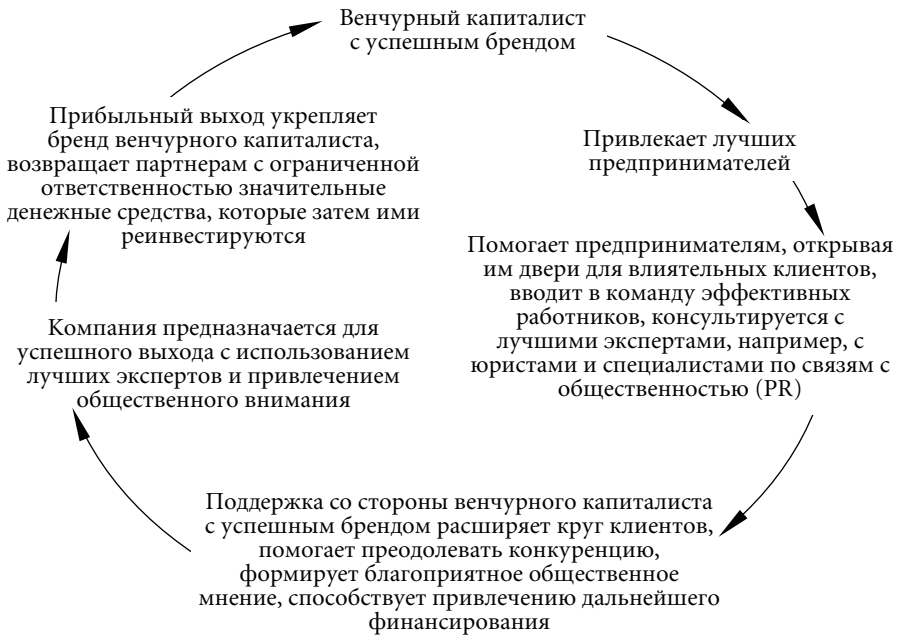 Венчурный капиталист
с успешным брендом
Привлекает лучших
предпринимателей
Помогает предпринимателям, открывая
им двери для влиятельных клиентов,
вводит в команду эффективных
работников, консультируется с
лучшими экспертами, например, с
юристами и специалистами по связям с
общественностью (PR)
Поддержка со стороны венчурного капиталиста
с успешным брендом расширяет круг клиентов,
помогает преодолевать конкуренцию,
формирует благоприятное общественное
мнение, способствует привлечению дальнейшего
финансирования
Компания предназначается для
успешного выхода с использованием
лучших экспертов и привлечением
общественного внимания
Прибыльный выход укрепляет
бренд венчурного капиталиста,
возвращает партнерам с ограниченной
ответственностью значительные
денежные средства, которые затем ими
реинвестируются